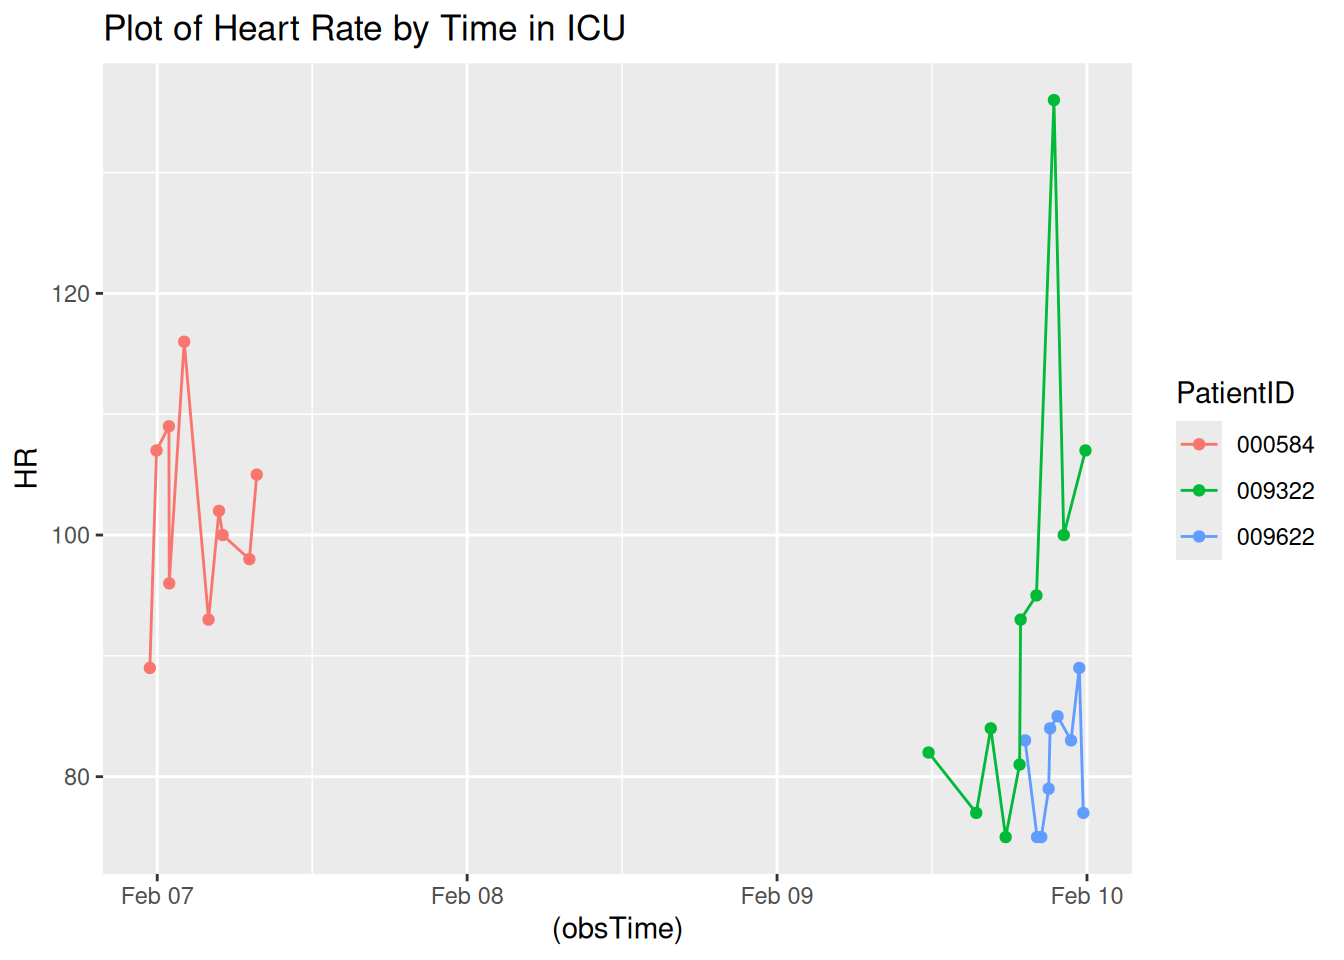 Plot of Heart Rate by Time in ICU
HR
120
100
80
Feb 07
Feb 08
Feb 09
Feb 10
(obsTime)
PatientID
000584
009322
009622